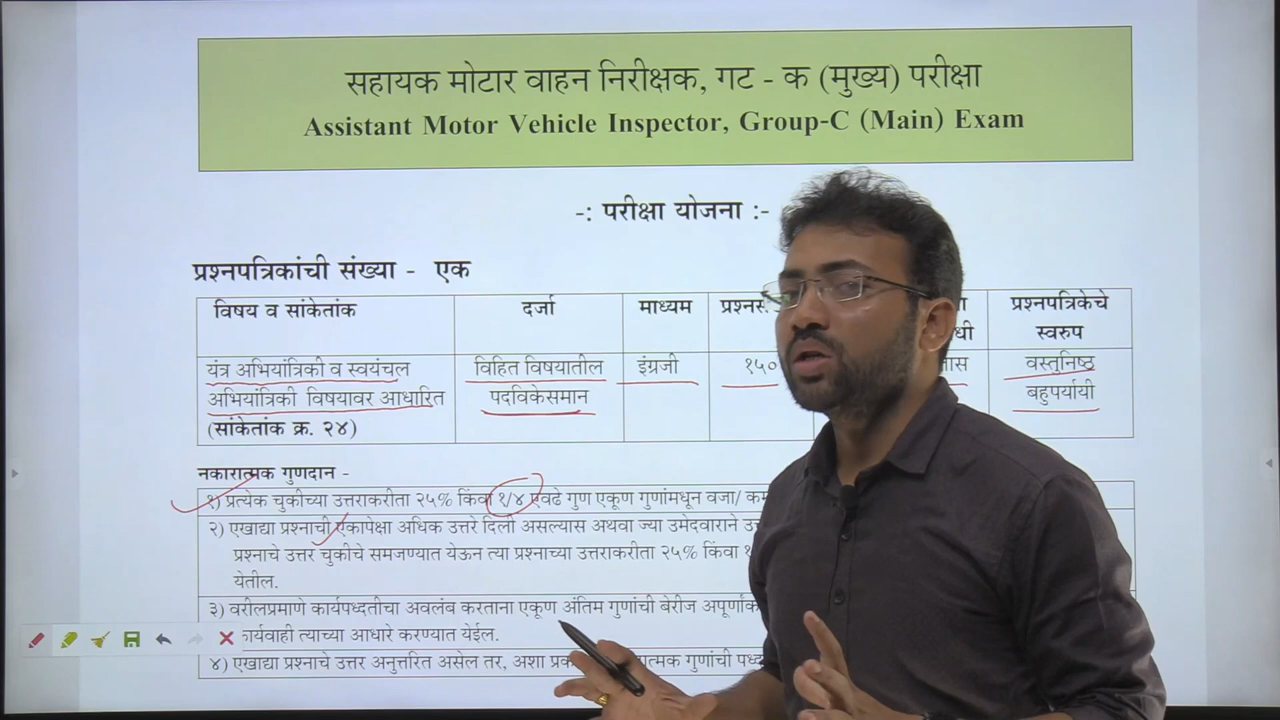 सहायक मोटार वाहन निरीक्षक, गट - क (मुख्य) परीक्षा
Assistant Motor Vehicle Inspector, Group-C (Main) Exam
-: परीक्षा योजना :-
प्रश्नपत्रिकांची संख्या - एक
विषय व सांकेतांक दर्जा माध्यम प्रश्नपत्रिकेचे
स्वरुप
यंत्र अभियांत्रिकी व स्वयंचल विहित विषयातील इंग्रजी १५० वस्तूनिष्ठ
अभियांत्रिकी विषयावर आधारित पदविकेसमान बहुपर्यायी
(सांकेतांक क्र. २४)
नकारात्मक गुणदान -
१) प्रत्येक चुकीच्या उत्तराकरीता २५% किंवा १/४ एवढे गुण एकूण गुणांमधून वजा/
२) एखाद्या प्रश्नाची एकापेक्षा अधिक उत्तरे दिली असल्यास अथवा ज्या उमेदवाराने
प्रश्नाचे उत्तर चुकीचे समजण्यात येऊन त्या प्रश्नाच्या उत्तराकरीता २५% किंवा
येतील.
३) वरीलप्रमाणे कार्यपध्दतीचा अवलंब करताना एकूण अंतिम गुणांची बेरीज
कार्यवाही त्याच्या आधारे करण्यात येईल.
४) एखाद्या प्रश्नाचे उत्तर अनुत्तरित असेल तर, अशा गुणांची